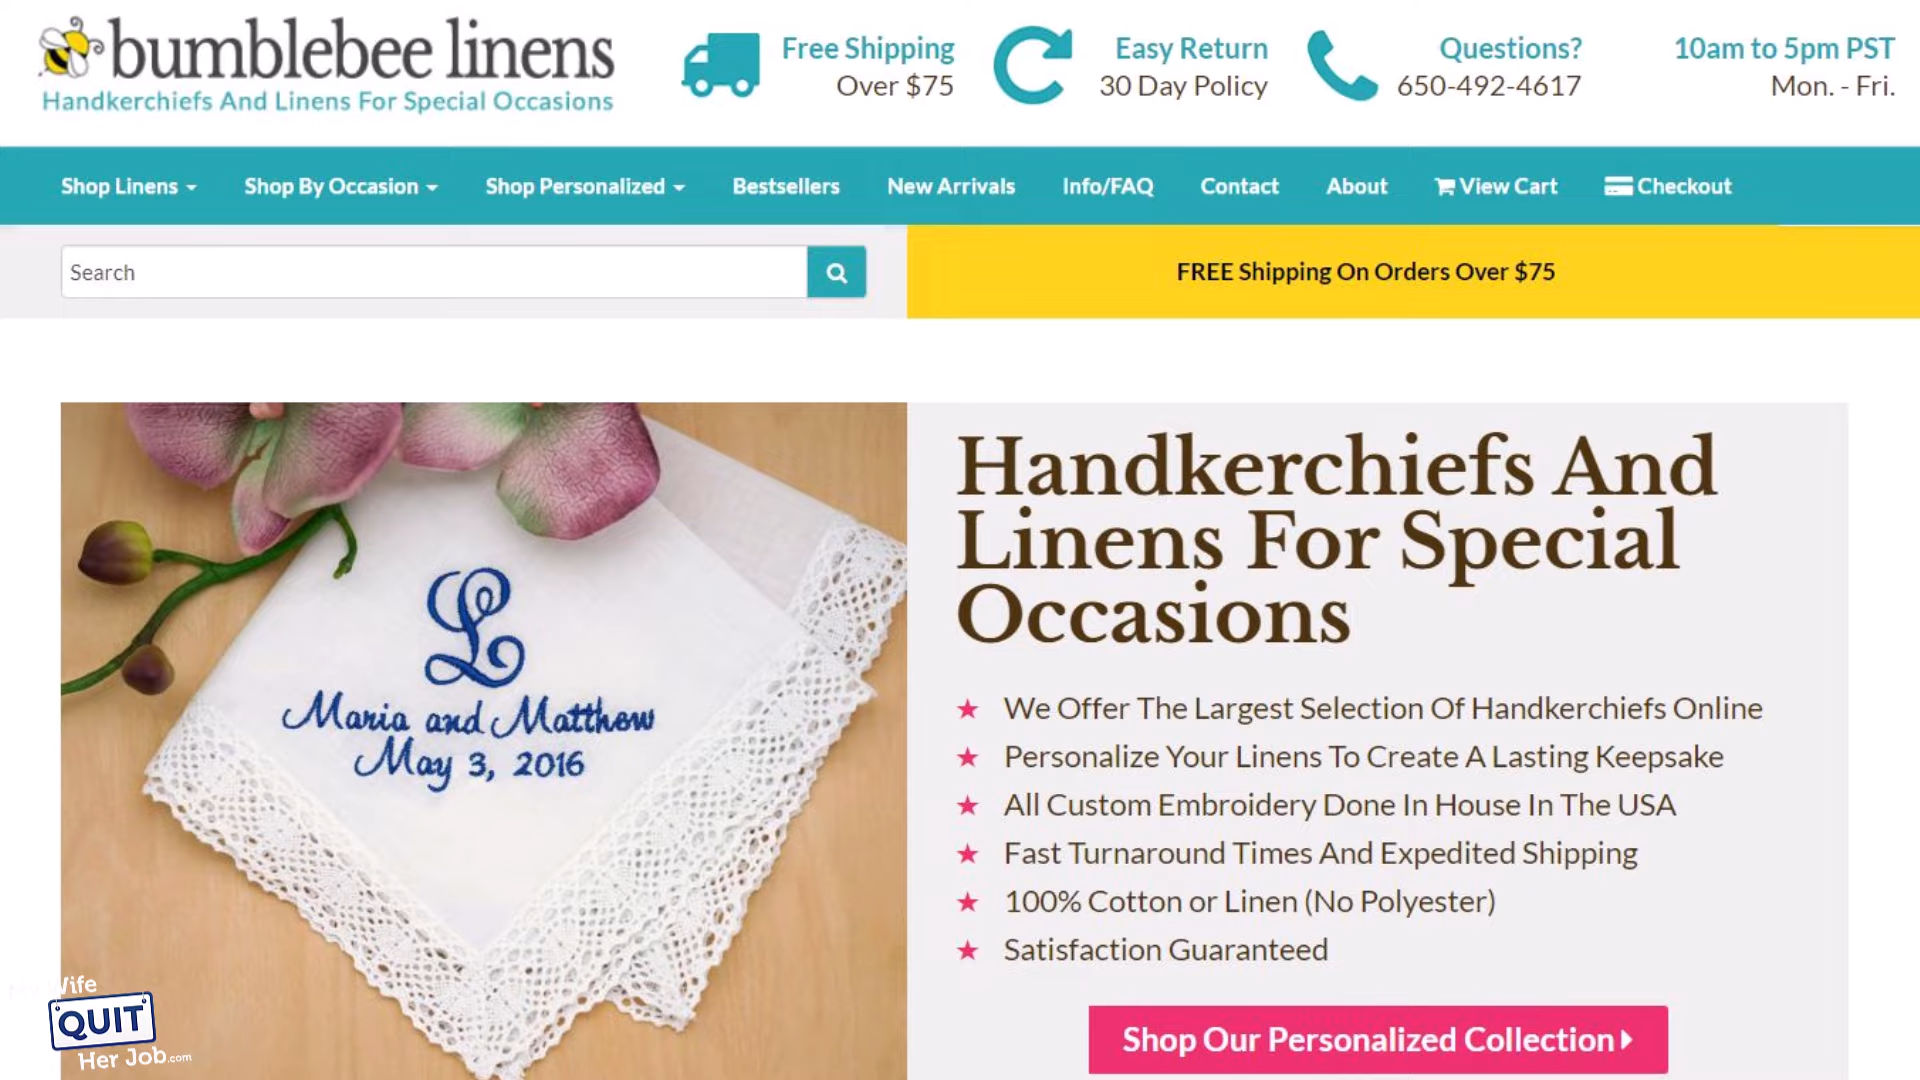 bumblebee linens
Handkerchiefs And Linens For Special Occasions
Free Shipping
Over $75
Easy Return
30 Day Policy
Questions?
650-492-4617
10am to 5pm PST
Mon. - Fri.
Shop Linens
Shop By Occasion
Shop Personalized
Bestsellers
New Arrivals
Info/FAQ
Contact
About
View Cart
Checkout
Search
FREE Shipping On Orders Over $75
L
Maria and Matthew
May 3, 2016
Handkerchiefs And
Linens For Special
Occasions
We Offer The Largest Selection Of Handkerchiefs Online
Personalize Your Linens To Create A Lasting Keepsake
All Custom Embroidery Done In House In The USA
Fast Turnaround Times And Expedited Shipping
100% Cotton or Linen (No Polyester)
Satisfaction Guaranteed
Shop Our Personalized Collection
Wife
QUIT
Her Job.com